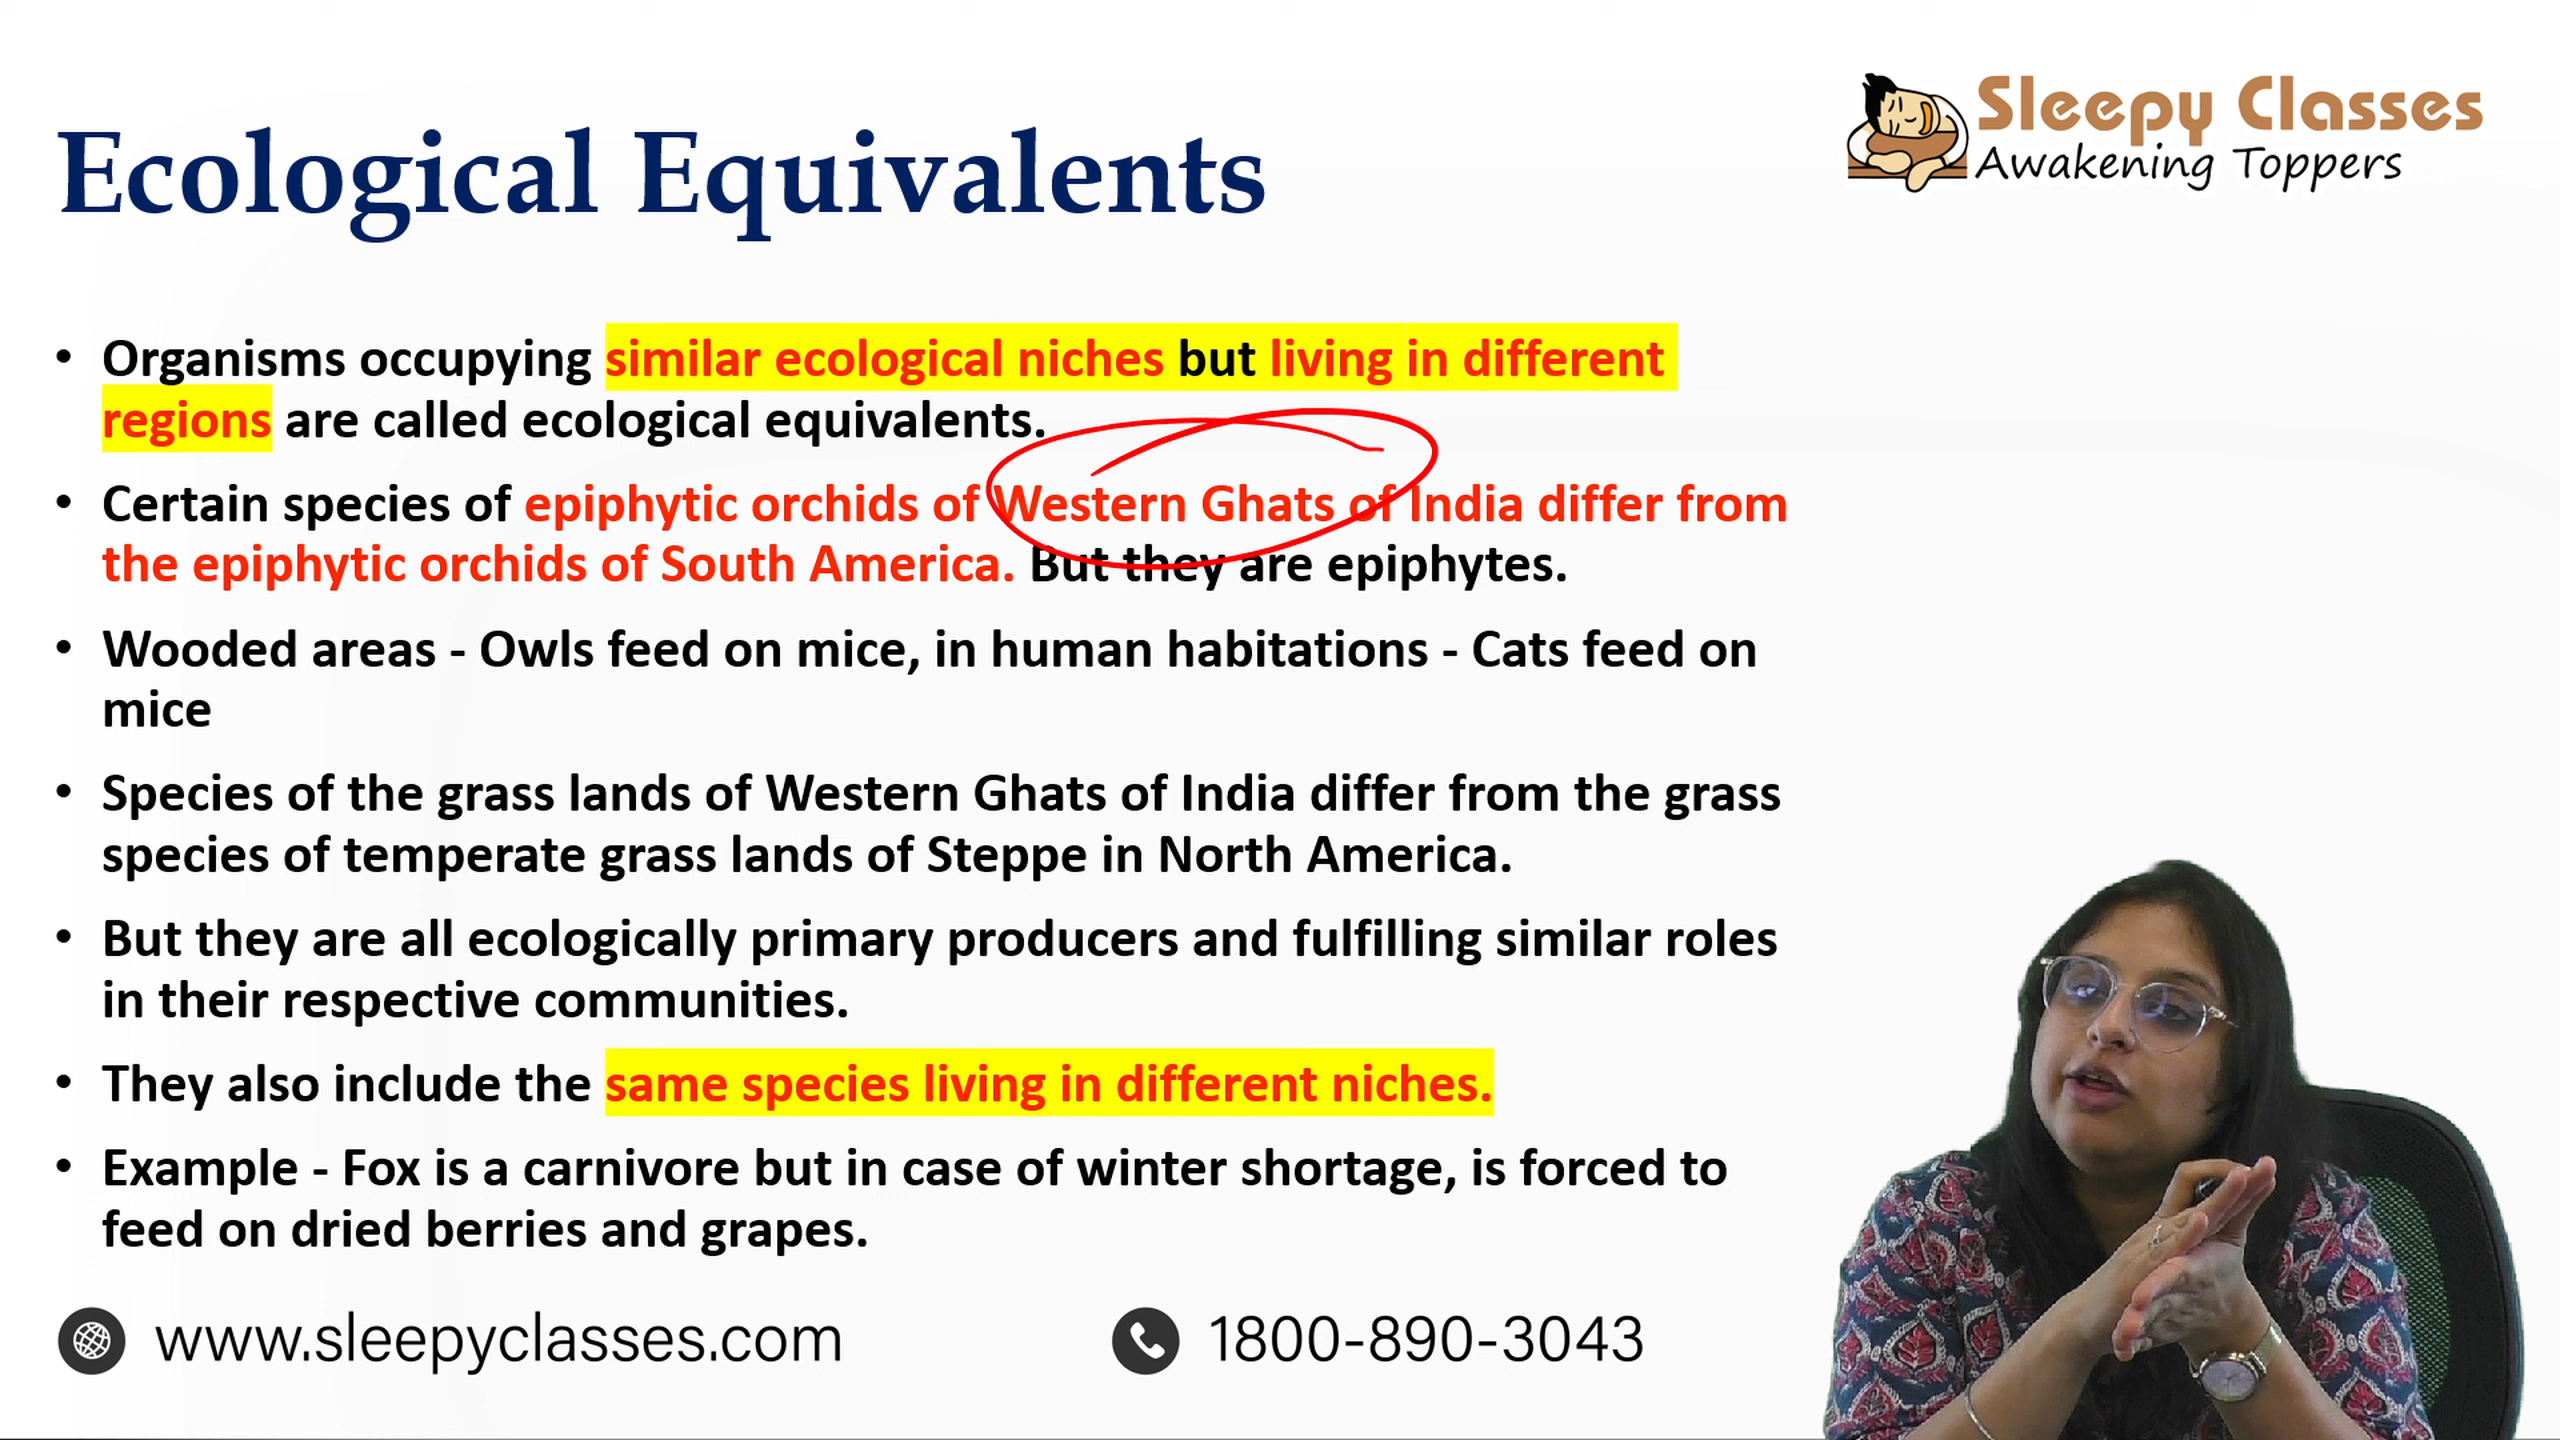 Sleepy Classes
Awakening Toppers
Ecological Equivalents
• Organisms occupying similar ecological niches but living in different
regions are called ecological equivalents.
• Certain species of epiphytic orchids of Western Ghats of India differ from
the epiphytic orchids of South America. But they are epiphytes.
• Wooded areas - Owls feed on mice, in human habitations - Cats feed on
mice
• Species of the grass lands of Western Ghats of India differ from the grass
species of temperate grass lands of Steppe in North America.
• But they are all ecologically primary producers and fulfilling similar roles
in their respective communities.
• They also include the same species living in different niches.
• Example - Fox is a carnivore but in case of winter shortage, is forced to
feed on dried berries and grapes.
www.sleepyclasses.com
1800-890-3043